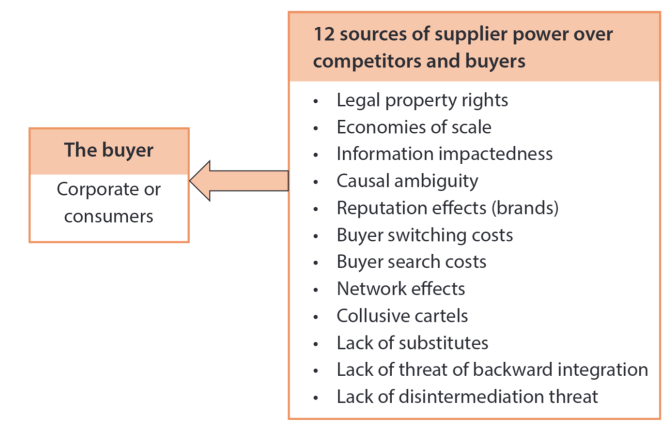 The buyer
Corporate or
consumers
12 sources of supplier power over
competitors and buyers
• Legal property rights
• Economies of scale
• Information impactedness
• Causal ambiguity
• Reputation effects (brands)
• Buyer switching costs
• Buyer search costs
• Network effects
• Collusive cartels
• Lack of substitutes
• Lack of threat of backward integration
• Lack of disintermediation threat